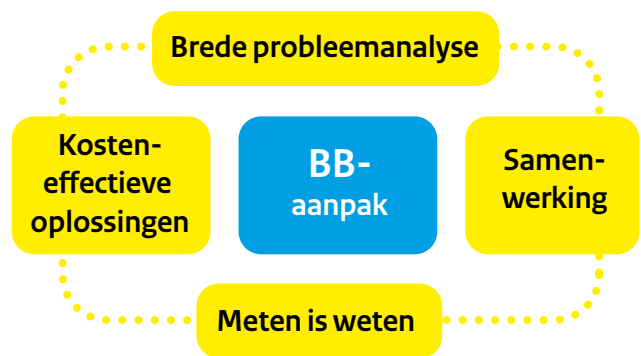 Brede probleemanalyse
Kosten-
effectieve
oplossingen
BB-
aanpak
Samen-
werking
Meten is weten